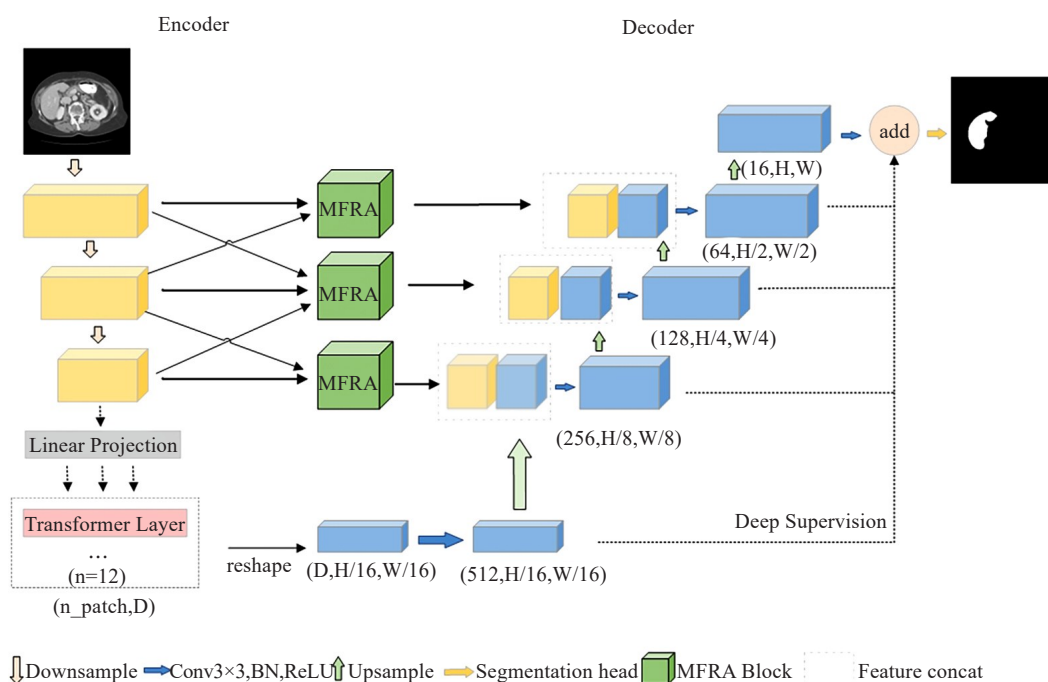 Encoder
Decoder
add
(16,H,W)
MFRA
(64,H/2,W/2)
MFRA
(128,H/4,W/4)
MFRA
(256,H/8,W/8)
Linear Projection
Transformer Layer
...
(n=12)
(n_patch,D)
reshape
(D,H/16,W/16)
(512,H/16,W/16)
Deep Supervision
Downsample
Conv3×3,BN,ReLU
Upsample
Segmentation head
MFRA Block
Feature concat